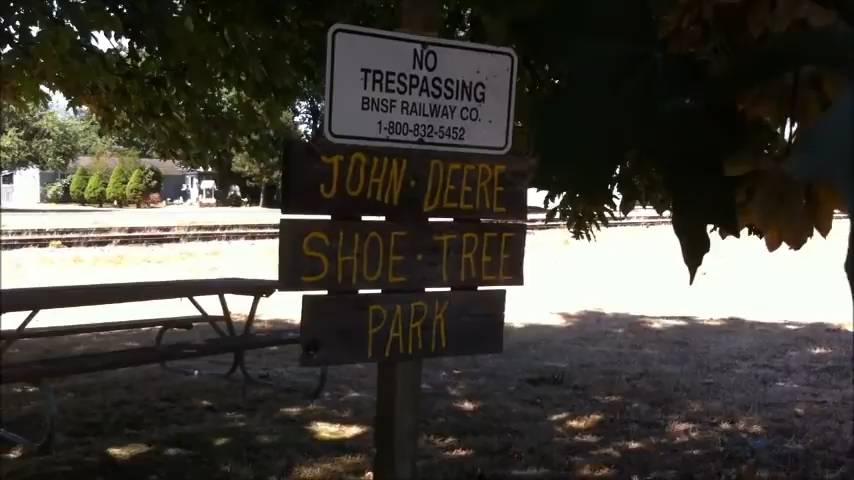 NO
TRESPASSING
BNSF RAILWAY CO.
1-800-832-5452
JOHN · DEERE
SHOE · TREE
PARK